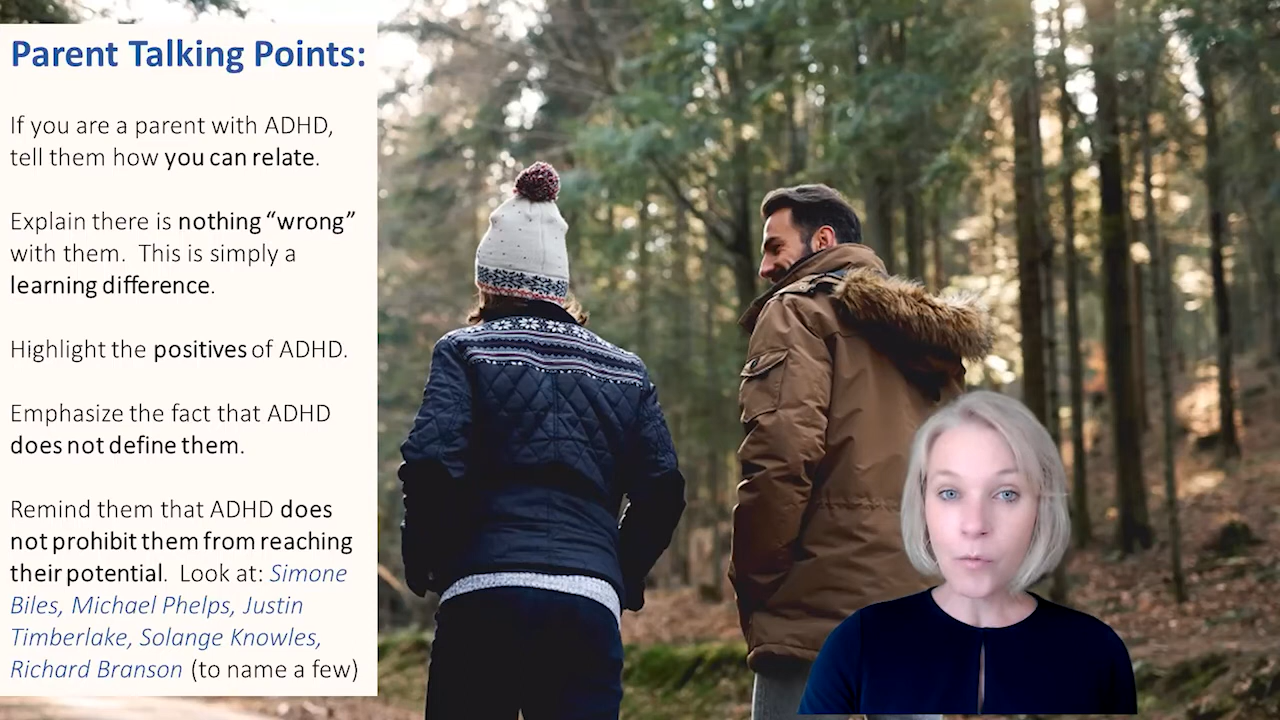 Parent Talking Points:
If you are a parent with ADHD,
tell them how you can relate.
Explain there is nothing “wrong”
with them. This is simply a
learning difference.
Highlight the positives of ADHD.
Emphasize the fact that ADHD
does not define them.
Remind them that ADHD does
not prohibit them from reaching
their potential. Look at: Simone
Biles, Michael Phelps, Justin
Timberlake, Solange Knowles,
Richard Branson (to name a few)